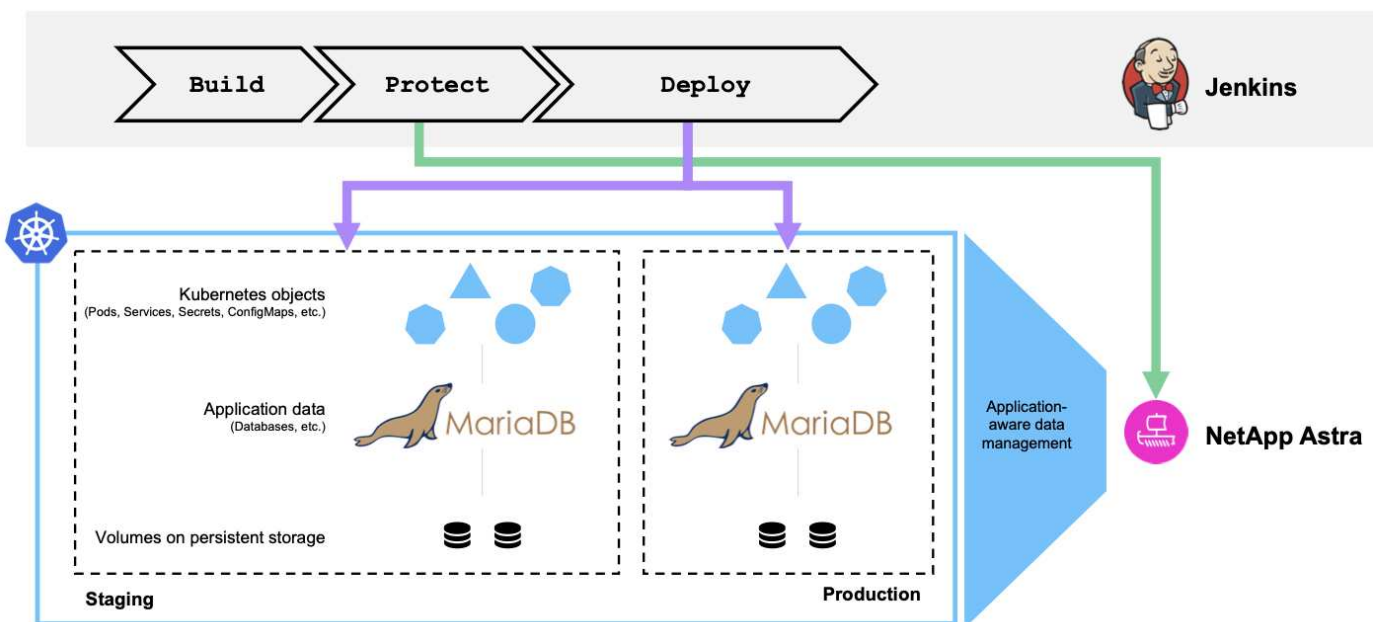 Build
Protect
Deploy
Jenkins
Kubernetes objects
(Pods, Services, Secrets, ConfigMaps, etc.)
Application data
(Databases, etc.)
MariaDB
MariaDB
Application-
aware data
management
NetApp Astra
Volumes on persistent storage
Staging
Production